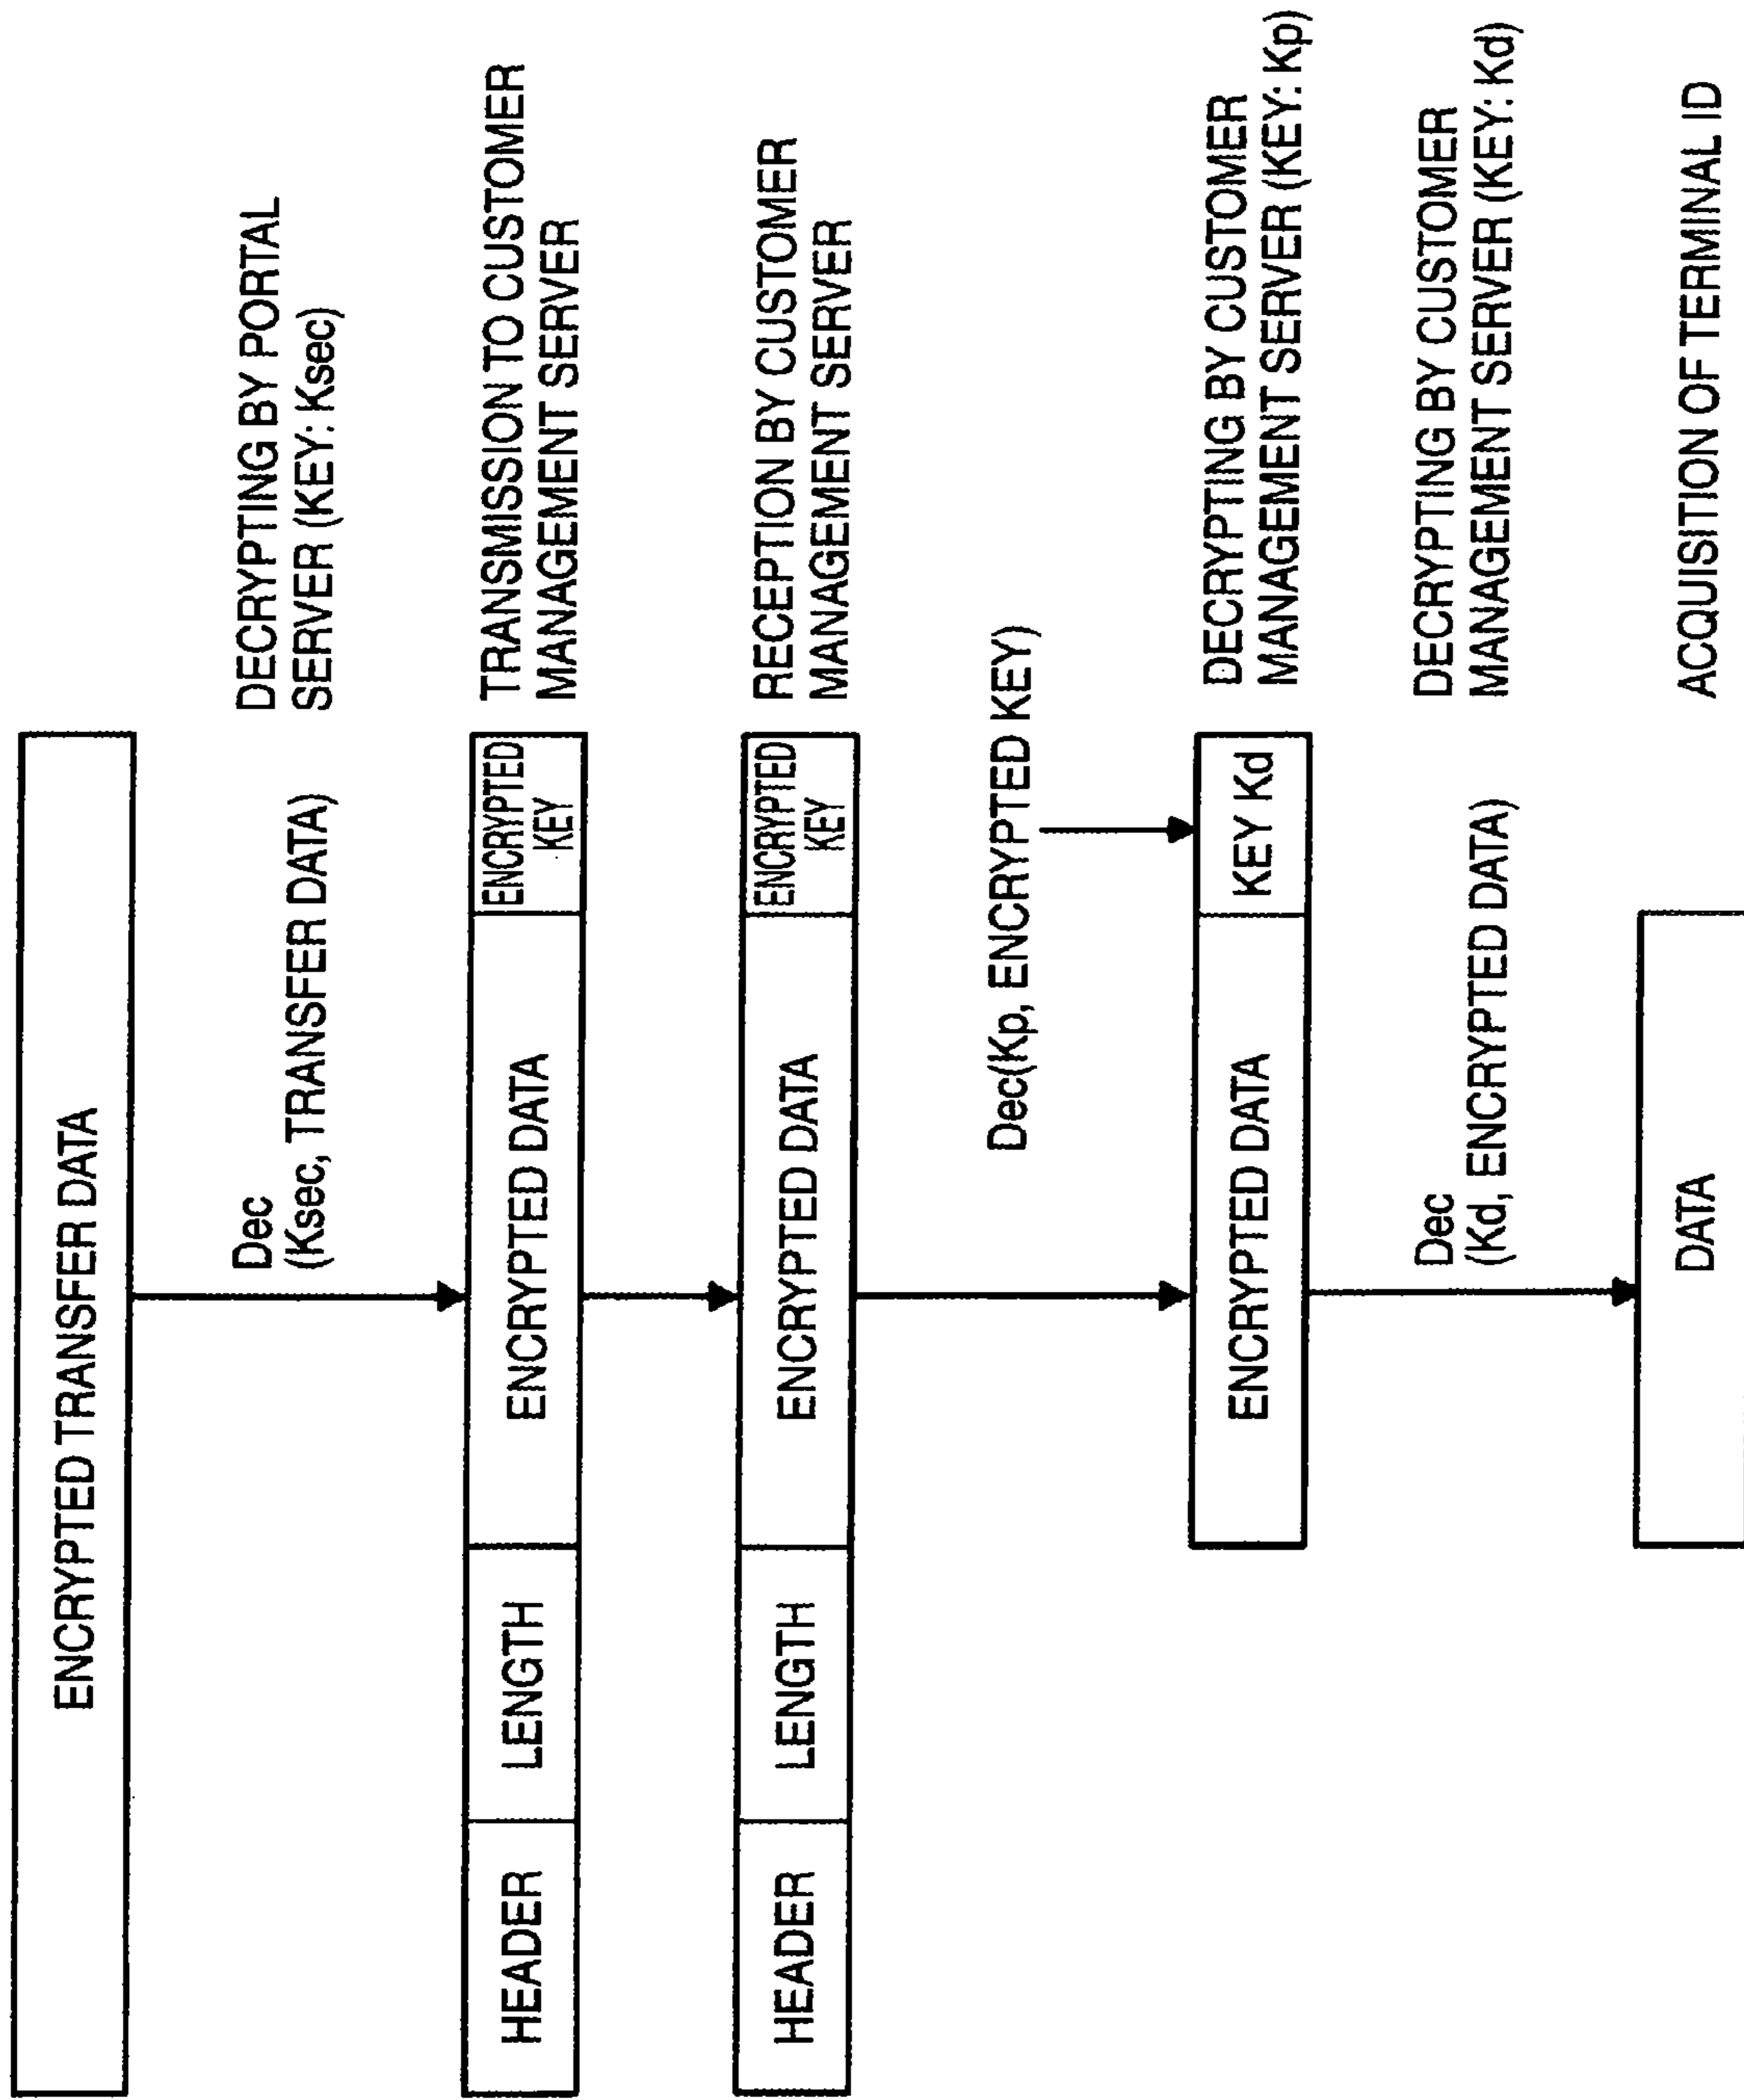 ENCRYPTED TRANSFER DATA
Dec
(Ksec, TRANSFER DATA)
DECRYPTING BY PORTAL
SERVER (KEY: Ksec)
HEADER
LENGTH
ENCRYPTED DATA
ENCRYPTED
KEY
TRANSMISSION TO CUSTOMER
MANAGEMENT SERVER
HEADER
LENGTH
ENCRYPTED DATA
ENCRYPTED
KEY
RECEPTION BY CUSTOMER
MANAGEMENT SERVER
Dec(Kp, ENCRYPTED KEY)
ENCRYPTED DATA
KEY Kd
DECRYPTING BY CUSTOMER
MANAGEMENT SERVER (KEY: Kp)
Dec
(Kd, ENCRYPTED DATA)
DECRYPTING BY CUSTOMER
MANAGEMENT SERVER (KEY: Kd)
DATA
ACQUISITION OF TERMINAL ID